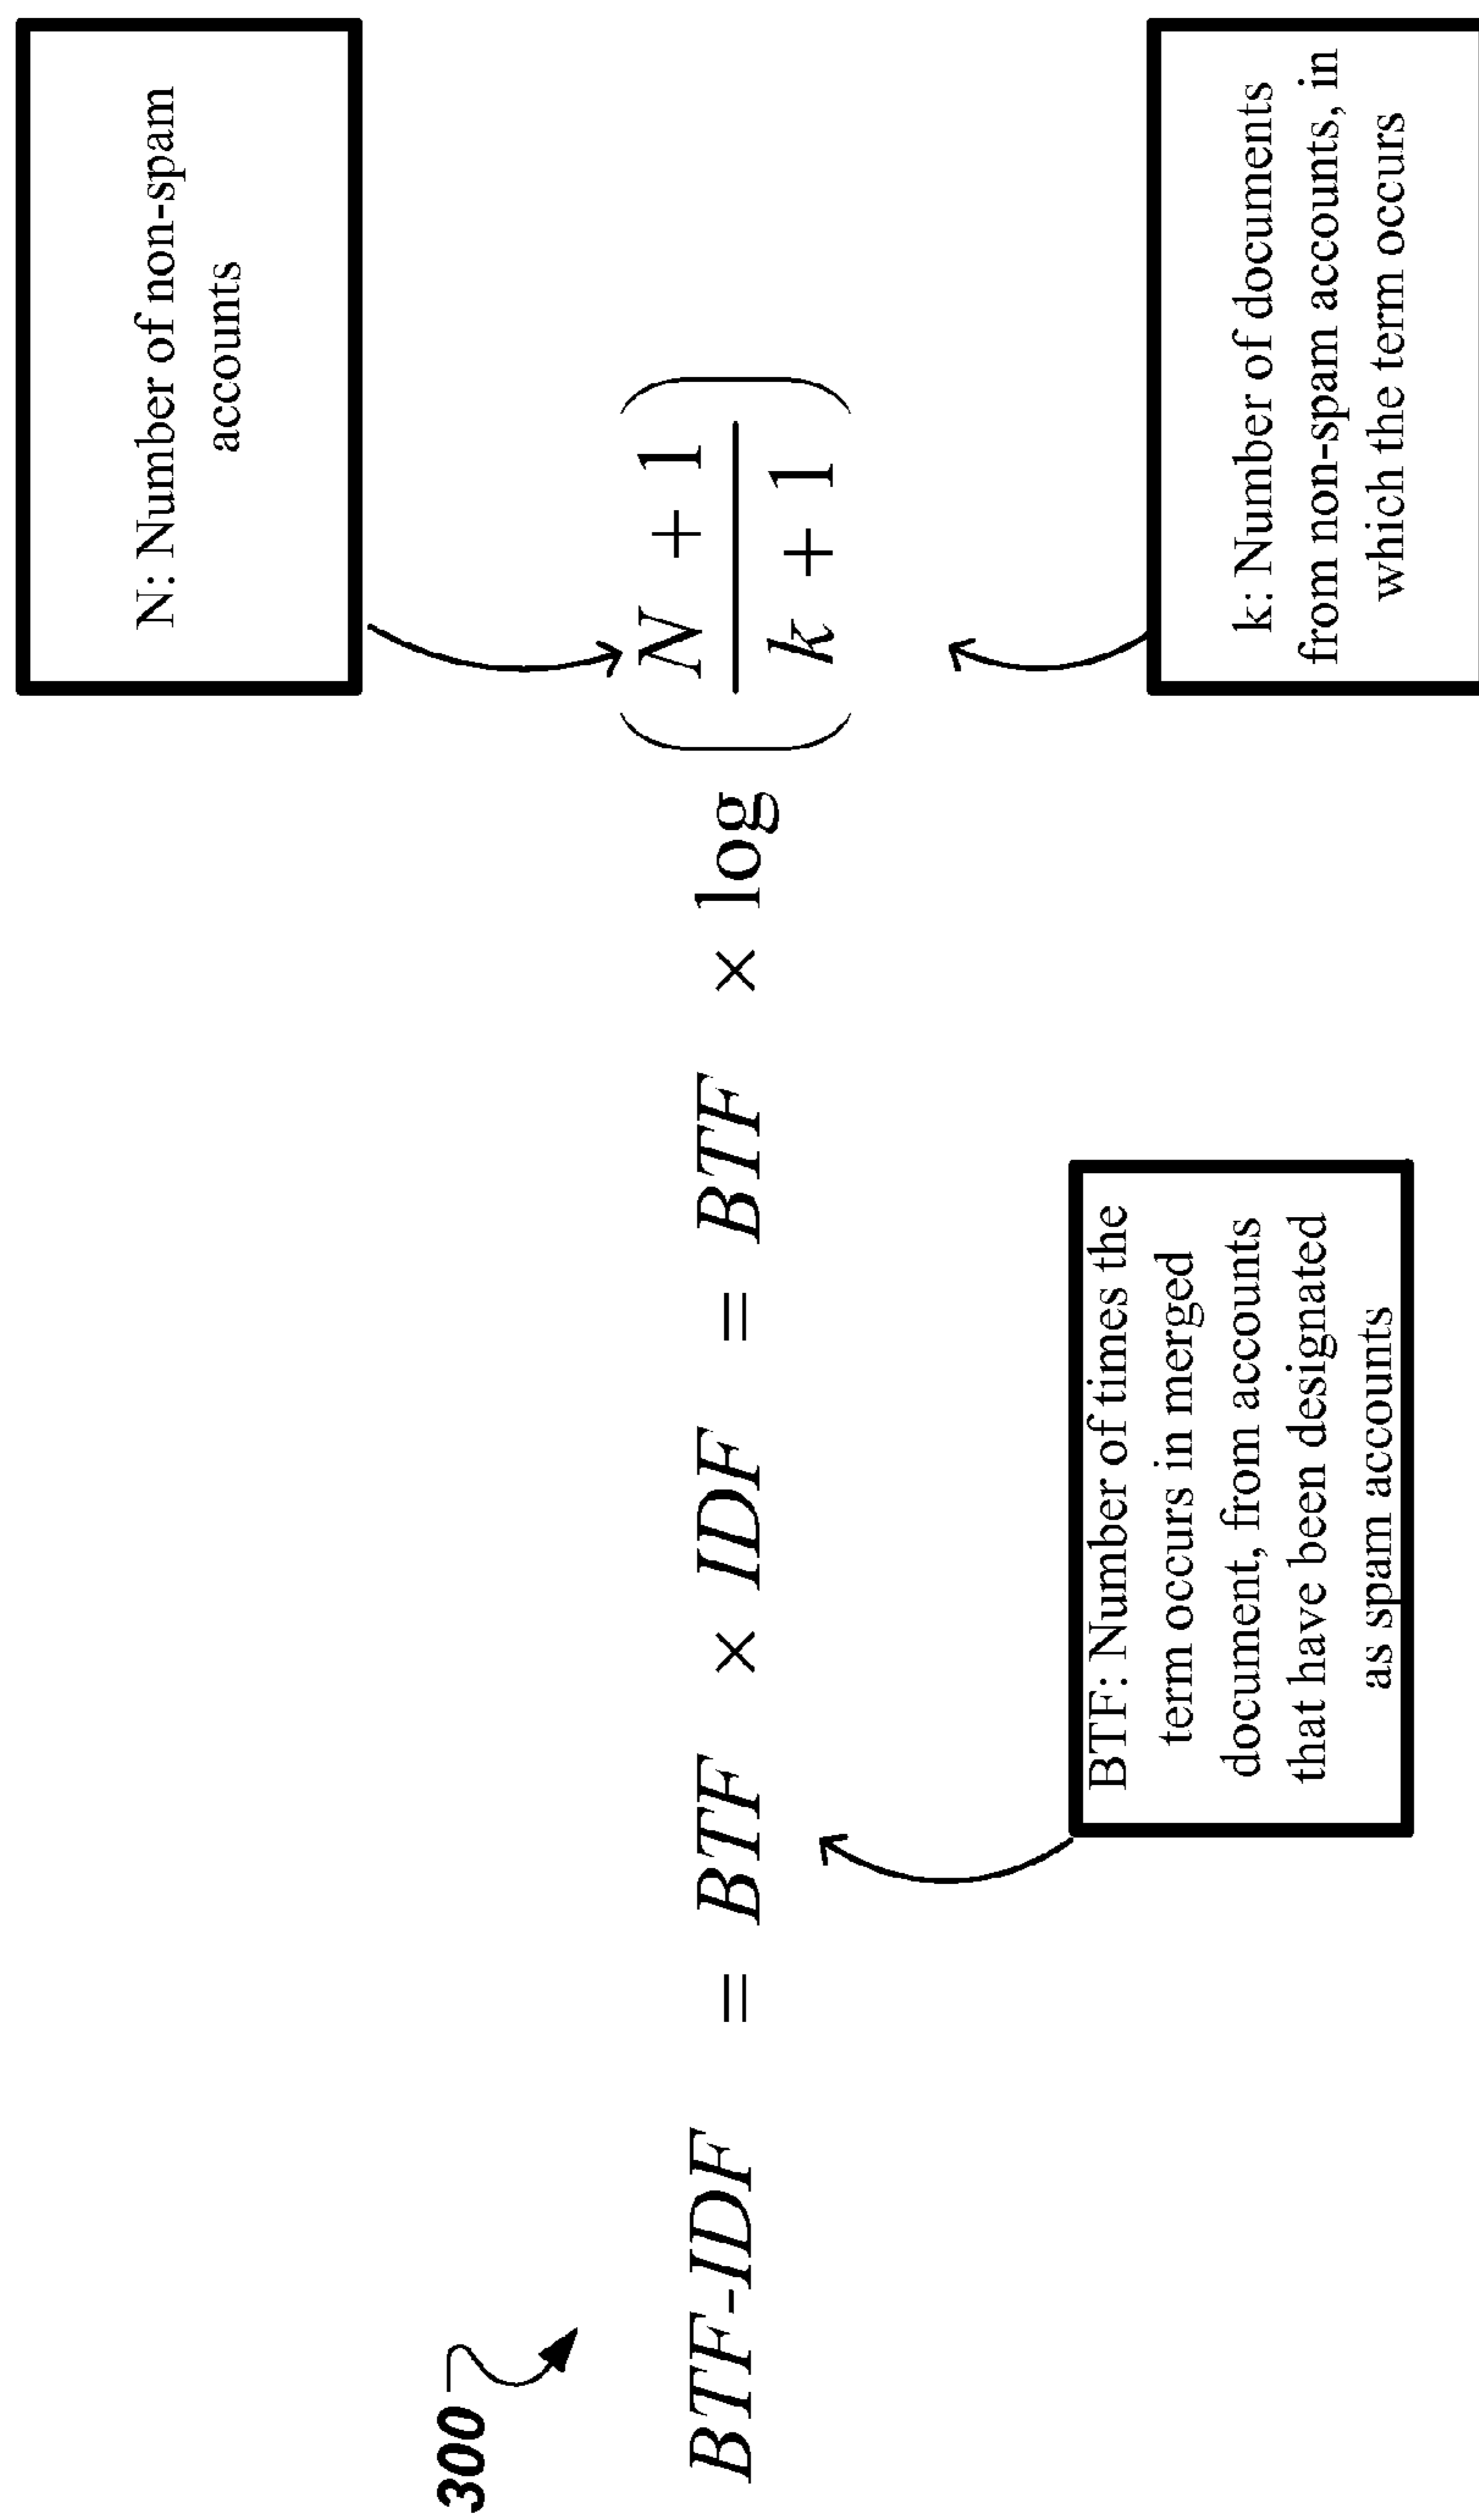 300
N: Number of non-spam
accounts
BTF-IDF = BTF × IDF = BTF × log ( N + 1 / k + 1 )
BTF: Number of times the
term occurs in merged
document, from accounts
that have been designated
as spam accounts
k: Number of documents
from non-spam accounts, in
which the term occurs